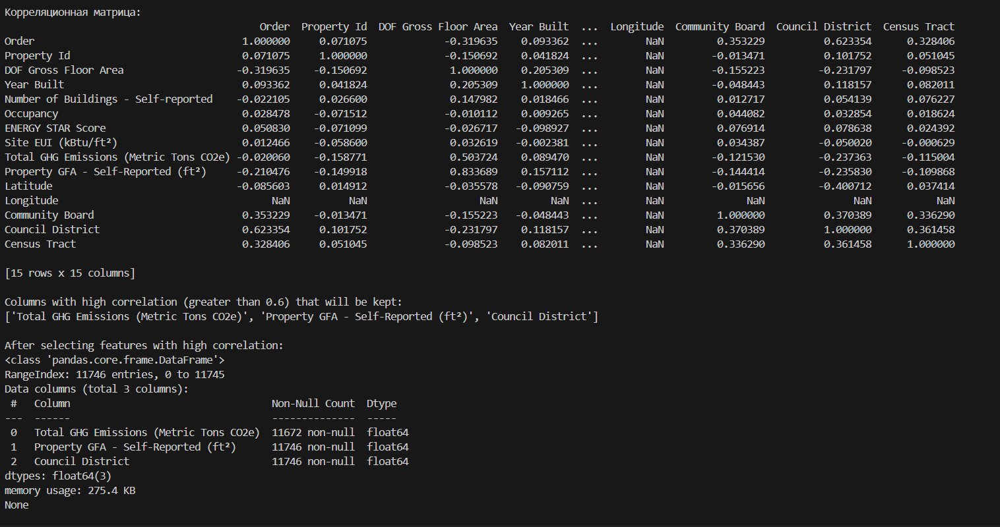 Корреляционная матрица:
Order Property Id DOF Gross Floor Area Year Built ... Longitude Community Board Council District Census Tract
Order 1.000000 0.071075 -0.319635 0.093362 ... NaN 0.353229 0.623354 0.328406
Property Id 0.071075 1.000000 -0.150692 0.041824 ... NaN -0.013471 0.101752 0.051045
DOF Gross Floor Area -0.319635 -0.150692 1.000000 0.205309 ... NaN -0.155223 -0.231797 -0.098523
Year Built 0.093362 0.041824 0.205309 1.000000 ... NaN -0.048443 0.118157 0.082011
Number of Buildings - Self-reported -0.022105 0.026600 0.147982 0.018466 ... NaN 0.012717 0.054139 0.076227
Occupancy 0.028478 -0.071512 -0.010112 0.009265 ... NaN 0.044082 0.032854 0.018624
ENERGY STAR Score 0.050830 -0.071099 -0.026717 -0.098927 ... NaN 0.076914 0.078638 0.024392
Site EUI (kBtu/ft²) 0.012466 -0.058600 0.032619 -0.002381 ... NaN 0.034387 -0.050020 -0.000629
Total GHG Emissions (Metric Tons CO2e) -0.020060 -0.158771 0.503724 0.089470 ... NaN -0.121530 -0.237363 -0.115004
Property GFA - Self-Reported (ft²) -0.210476 -0.149918 0.833689 0.157112 ... NaN -0.144414 -0.235830 -0.109868
Latitude -0.085603 0.014912 -0.035578 -0.090759 ... NaN -0.015656 -0.400712 0.037414
Longitude NaN NaN NaN NaN ... NaN NaN NaN NaN
Community Board 0.353229 -0.013471 -0.155223 -0.048443 ... NaN 1.000000 0.370389 0.336290
Council District 0.623354 0.101752 -0.231797 0.118157 ... NaN 0.370389 1.000000 0.361458
Census Tract 0.328406 0.051045 -0.098523 0.082011 ... NaN 0.336290 0.361458 1.000000
[15 rows x 15 columns]
Columns with high correlation (greater than 0.6) that will be kept:
['Total GHG Emissions (Metric Tons CO2e)', 'Property GFA - Self-Reported (ft²)', 'Council District']
After selecting features with high correlation:
<class 'pandas.core.frame.DataFrame'>
RangeIndex: 11746 entries, 0 to 11745
Data columns (total 3 columns):
# Column Non-Null Count Dtype
--- ------ -------------- -----
0 Total GHG Emissions (Metric Tons CO2e) 11672 non-null float64
1 Property GFA - Self-Reported (ft²) 11746 non-null float64
2 Council District 11746 non-null float64
dtypes: float64(3)
memory usage: 275.4 KB
None